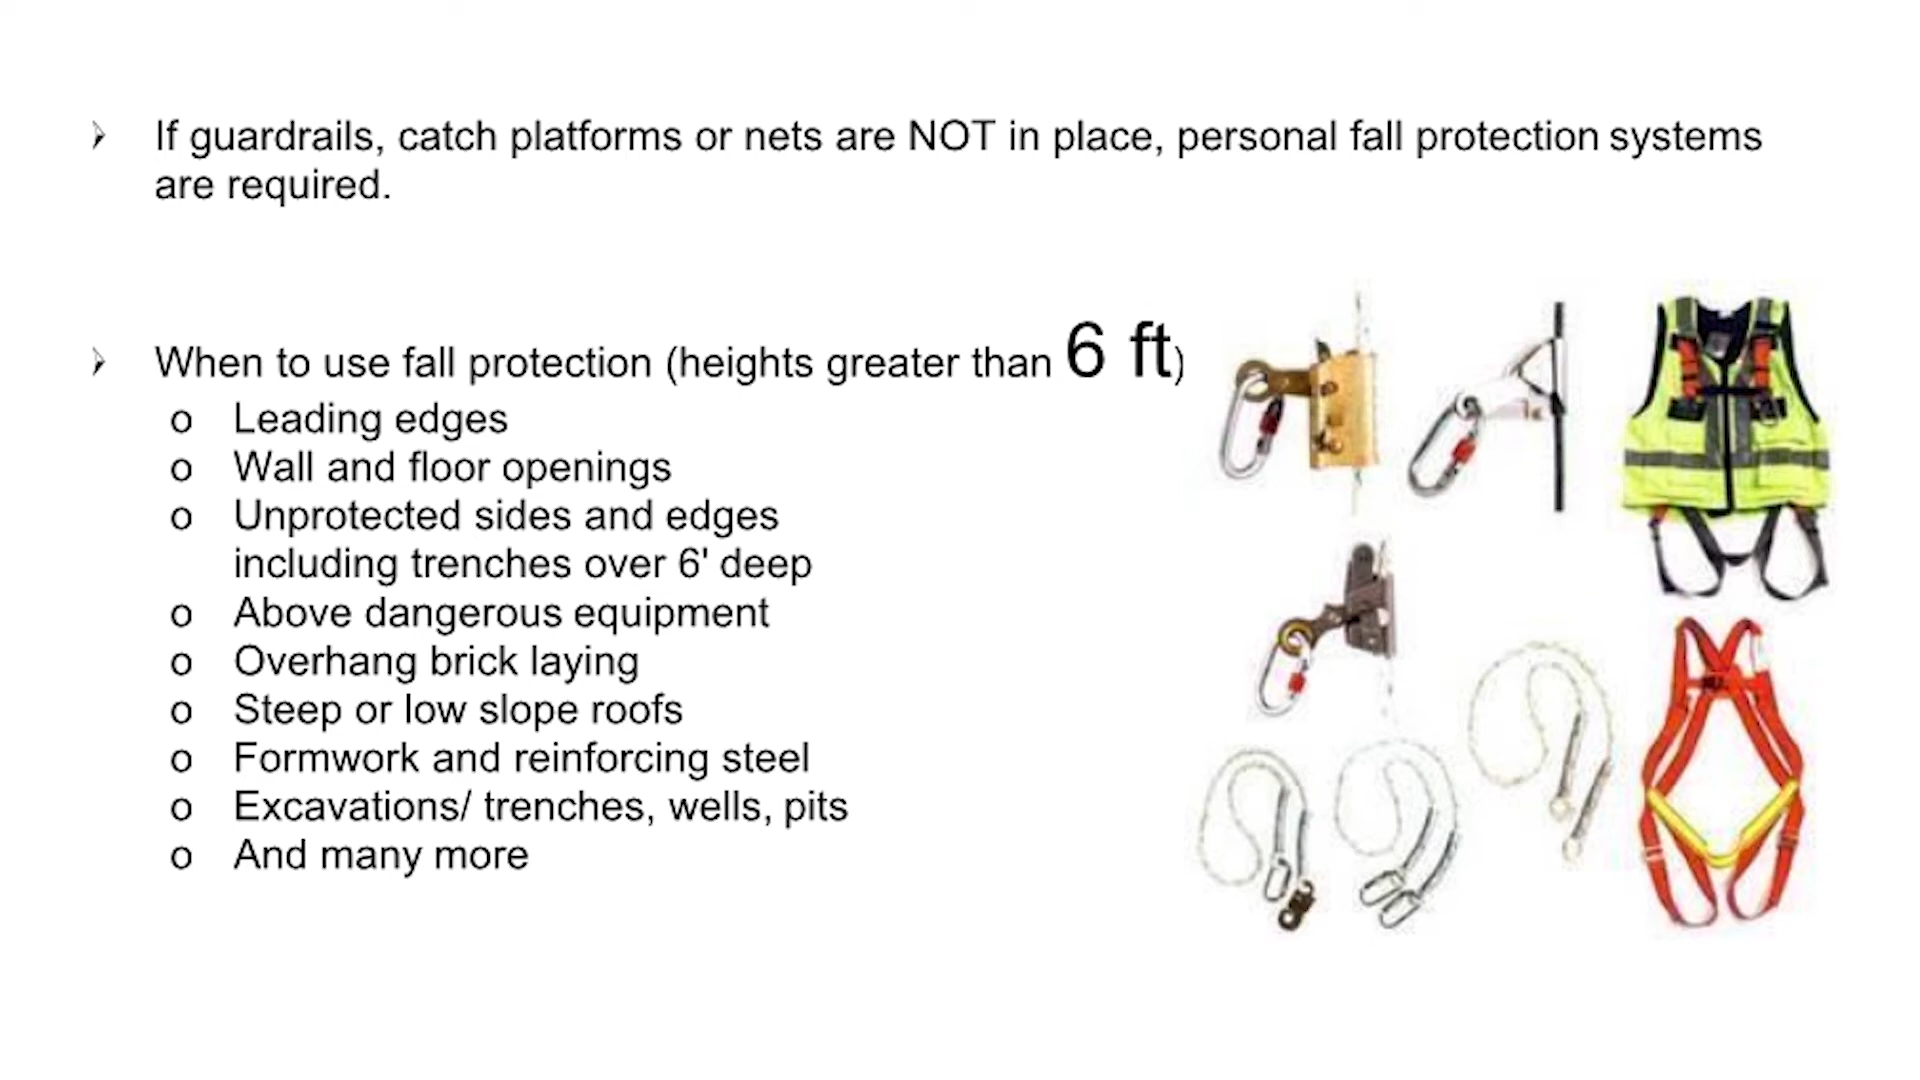 If guardrails, catch platforms or nets are NOT in place, personal fall protection systems
are required.
When to use fall protection (heights greater than 6 ft)
o Leading edges
o Wall and floor openings
o Unprotected sides and edges
including trenches over 6' deep
o Above dangerous equipment
o Overhang brick laying
o Steep or low slope roofs
o Formwork and reinforcing steel
o Excavations/ trenches, wells, pits
o And many more